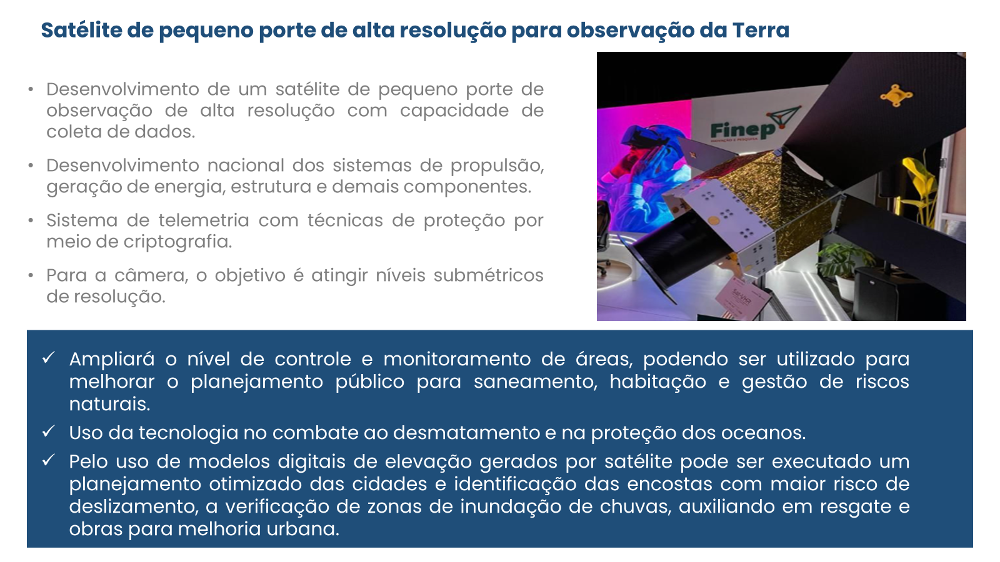 Satélite de pequeno porte de alta resolução para observação da Terra
• Desenvolvimento de um satélite de pequeno porte de
observação de alta resolução com capacidade de
coleta de dados.
• Desenvolvimento nacional dos sistemas de propulsão,
geração de energia, estrutura e demais componentes.
• Sistema de telemetria com técnicas de proteção por
meio de criptografia.
• Para a câmera, o objetivo é atingir níveis submétricos
de resolução.
Finep
INOVAÇÃO E PESQUISA
Sat-VHR
✓ Ampliará o nível de controle e monitoramento de áreas, podendo ser utilizado para
melhorar o planejamento público para saneamento, habitação e gestão de riscos
naturais.
✓ Uso da tecnologia no combate ao desmatamento e na proteção dos oceanos.
✓ Pelo uso de modelos digitais de elevação gerados por satélite pode ser executado um
planejamento otimizado das cidades e identificação das encostas com maior risco de
deslizamento, a verificação de zonas de inundação de chuvas, auxiliando em resgate e
obras para melhoria urbana.